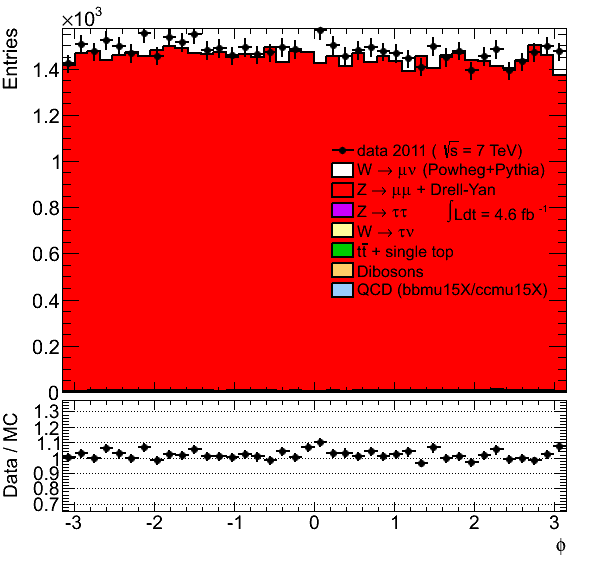 ×10³
Entries
1.4
1.2
1
0.8
0.6
0.4
0.2
0
data 2011 ( √s = 7 TeV)
W → μν (Powheg+Pythia)
Z → μμ + Drell-Yan
Z → ττ ∫Ldt = 4.6 fb⁻¹
W → τν
tt̅ + single top
Dibosons
QCD (bbmu15X/ccmu15X)
Data / MC
1.3
1.2
1.1
1.0
0.9
0.8
0.7
-3 -2 -1 0 1 2 3
ϕ